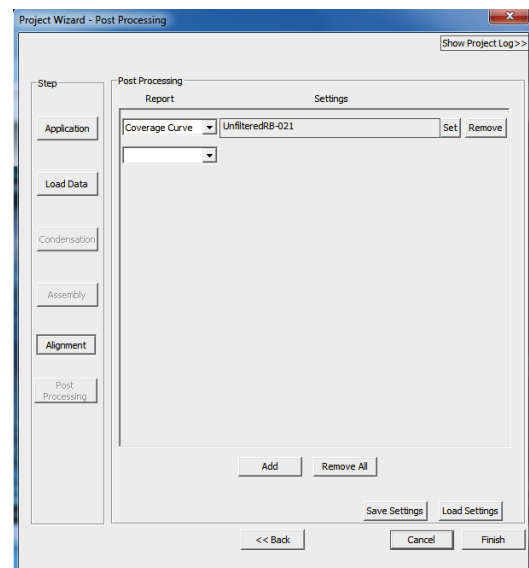 Project Wizard - Post Processing
Show Project Log>>
Step
Post Processing
Report Settings
Application
Coverage Curve UnfilteredRB-021 Set Remove
Load Data
Condensation
Assembly
Alignment
Post
Processing
Add Remove All
Save Settings Load Settings
<< Back Cancel Finish